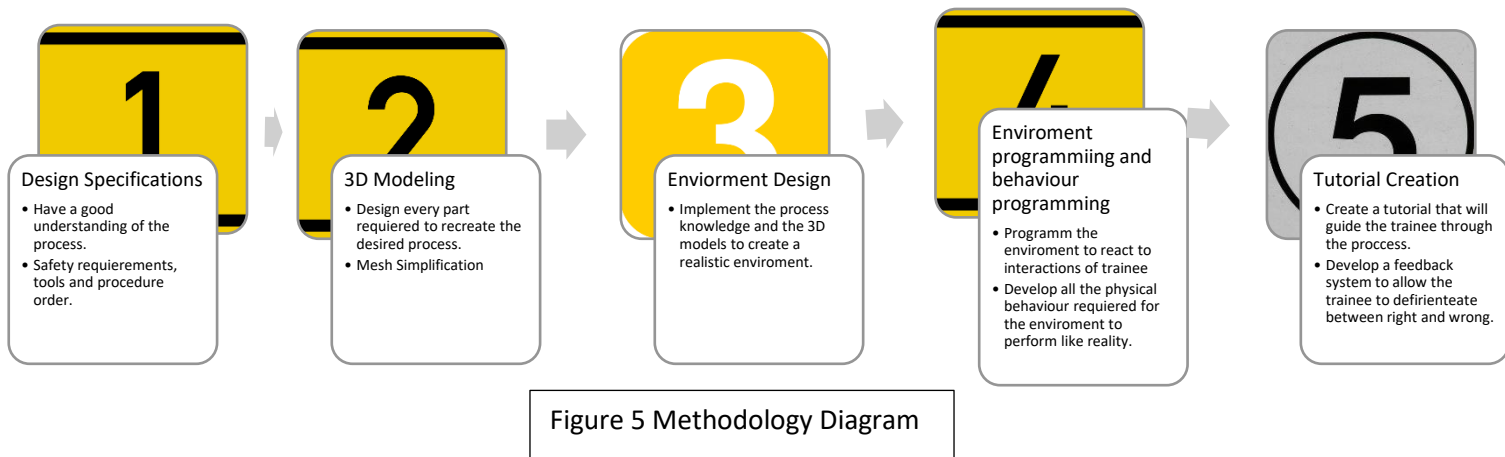 1
Design Specifications
• Have a good
understanding of the
process.
• Safety requierements,
tools and procedure
order.
2
3D Modeling
• Design every part
requiered to recreate the
desired process.
• Mesh Simplification
3
Enviorment Design
• Implement the process
knowledge and the 3D
models to create a
realistic enviroment.
4
Enviroment
programmiing and
behaviour
programming
• Programm the
enviroment to react to
interactions of trainee
• Develop all the physical
behaviour requiered for
the enviroment to
perform like reality.
5
Tutorial Creation
• Create a tutorial that will
guide the trainee through
the proccess.
• Develop a feedback
system to allow the
trainee to defirienteate
between right and wrong.
Figure 5 Methodology Diagram